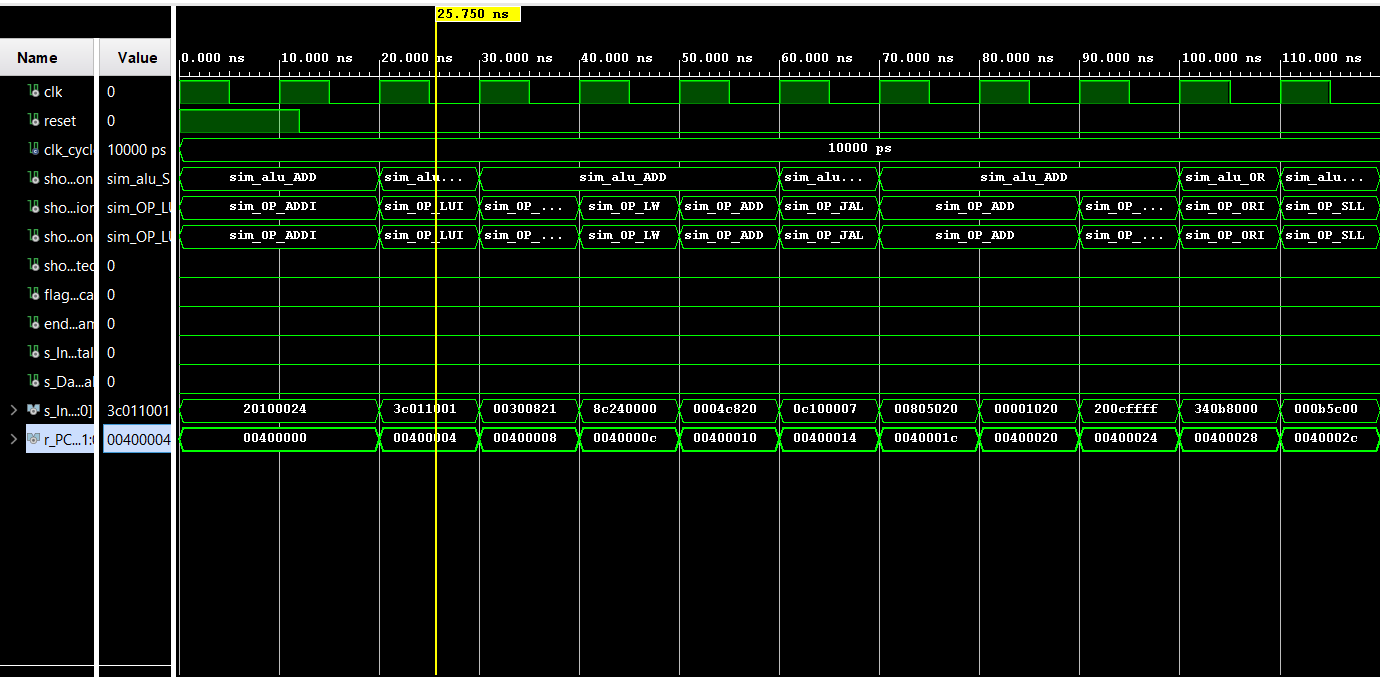 25.750 ns
Name Value 0.000 ns 10.000 ns 20.000 ns 30.000 ns 40.000 ns 50.000 ns 60.000 ns 70.000 ns 80.000 ns 90.000 ns 100.000 ns 110.000 ns
clk 0
reset 0
clk_cycl 10000 ps 10000 ps
sho...on sim_alu_S sim_alu_ADD sim_alu... sim_alu_ADD sim_alu... sim_alu_ADD sim_alu_OR sim_alu...
sho...ion sim_OP_LU sim_OP_ADDI sim_OP_LUI sim_OP_... sim_OP_LW sim_OP_ADD sim_OP_JAL sim_OP_ADD sim_OP_... sim_OP_ORI sim_OP_SLL
sho...on sim_OP_LU sim_OP_ADDI sim_OP_LUI sim_OP_... sim_OP_LW sim_OP_ADD sim_OP_JAL sim_OP_ADD sim_OP_... sim_OP_ORI sim_OP_SLL
sho...tec 0
flag...ca 0
end...am 0
s_In...tal 0
s_Da...al 0
s_In...:0] 3c011001 20100024 3c011001 00300821 8c240000 0004c820 0c100007 00805020 00001020 200cffff 340b8000 000b5c00
r_PC...1:0 00400004 00400000 00400004 00400008 0040000c 00400010 00400014 0040001c 00400020 00400024 00400028 0040002c